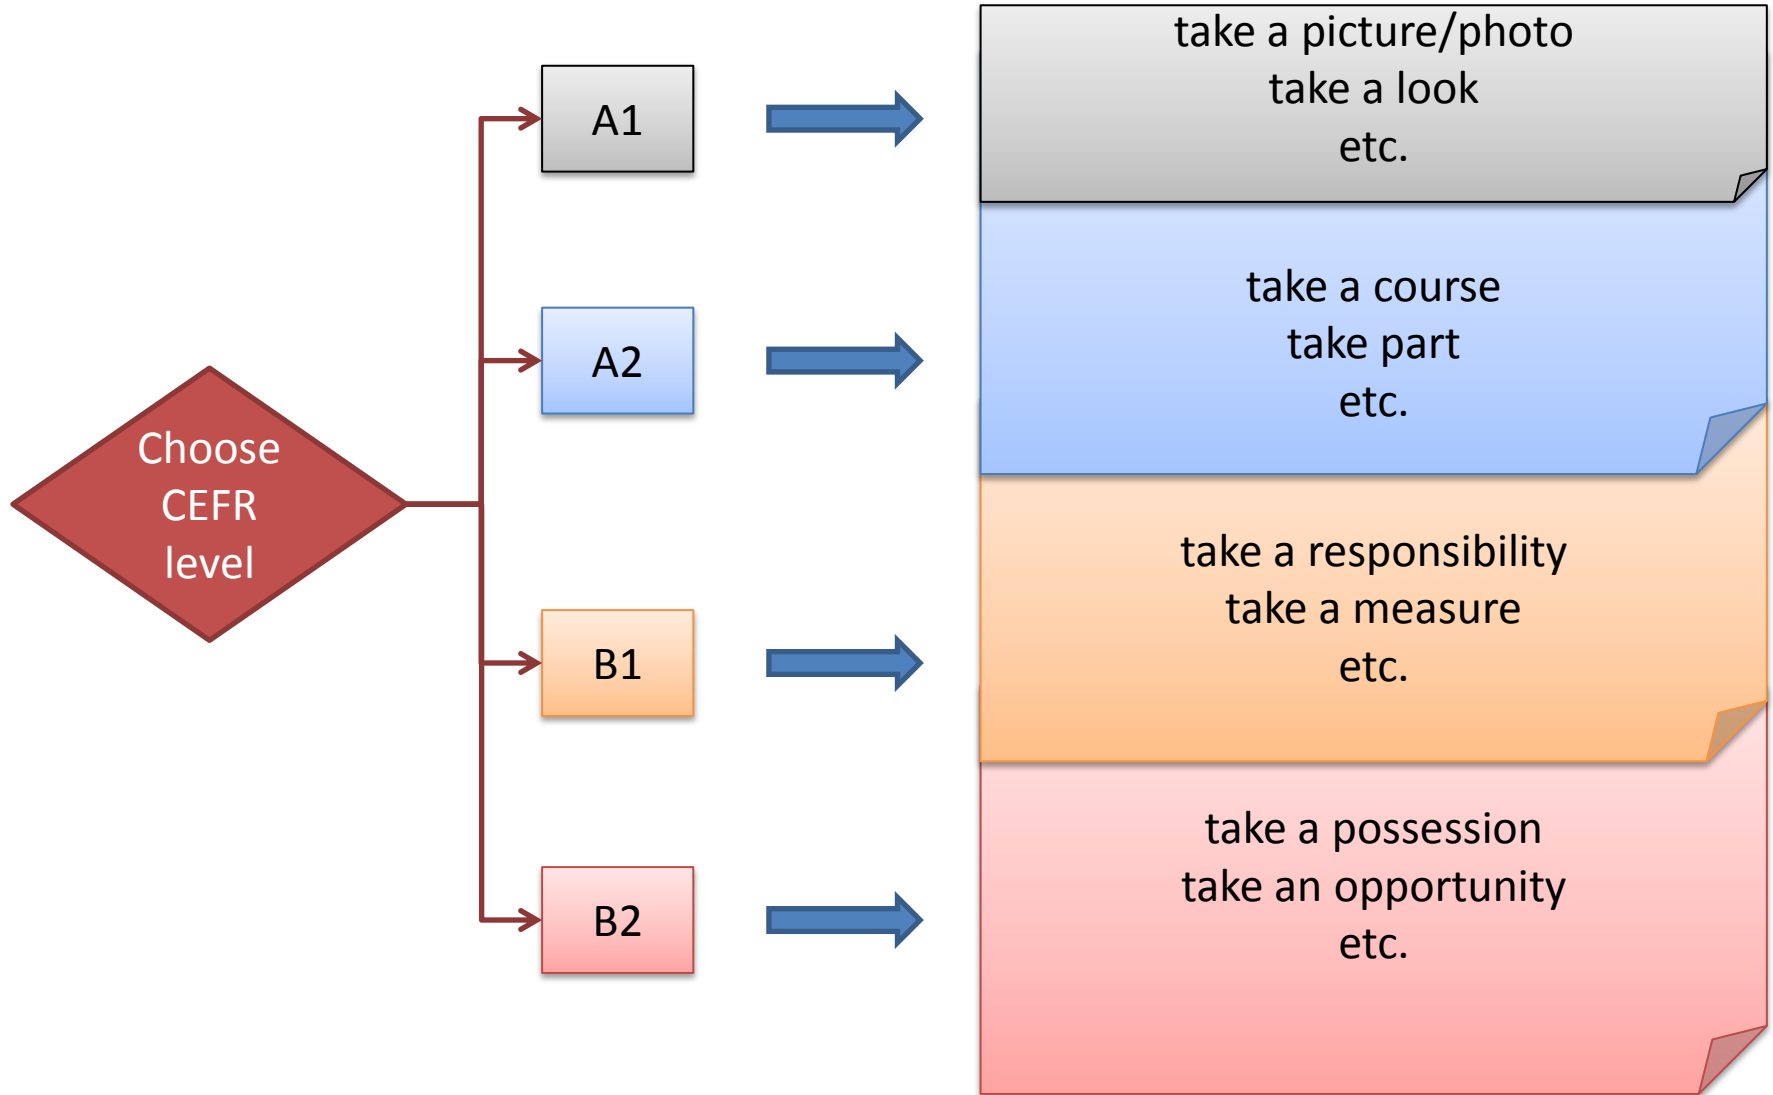 Choose
CEFR
level
A1
take a picture/photo
take a look
etc.
A2
take a course
take part
etc.
B1
take a responsibility
take a measure
etc.
B2
take a possession
take an opportunity
etc.